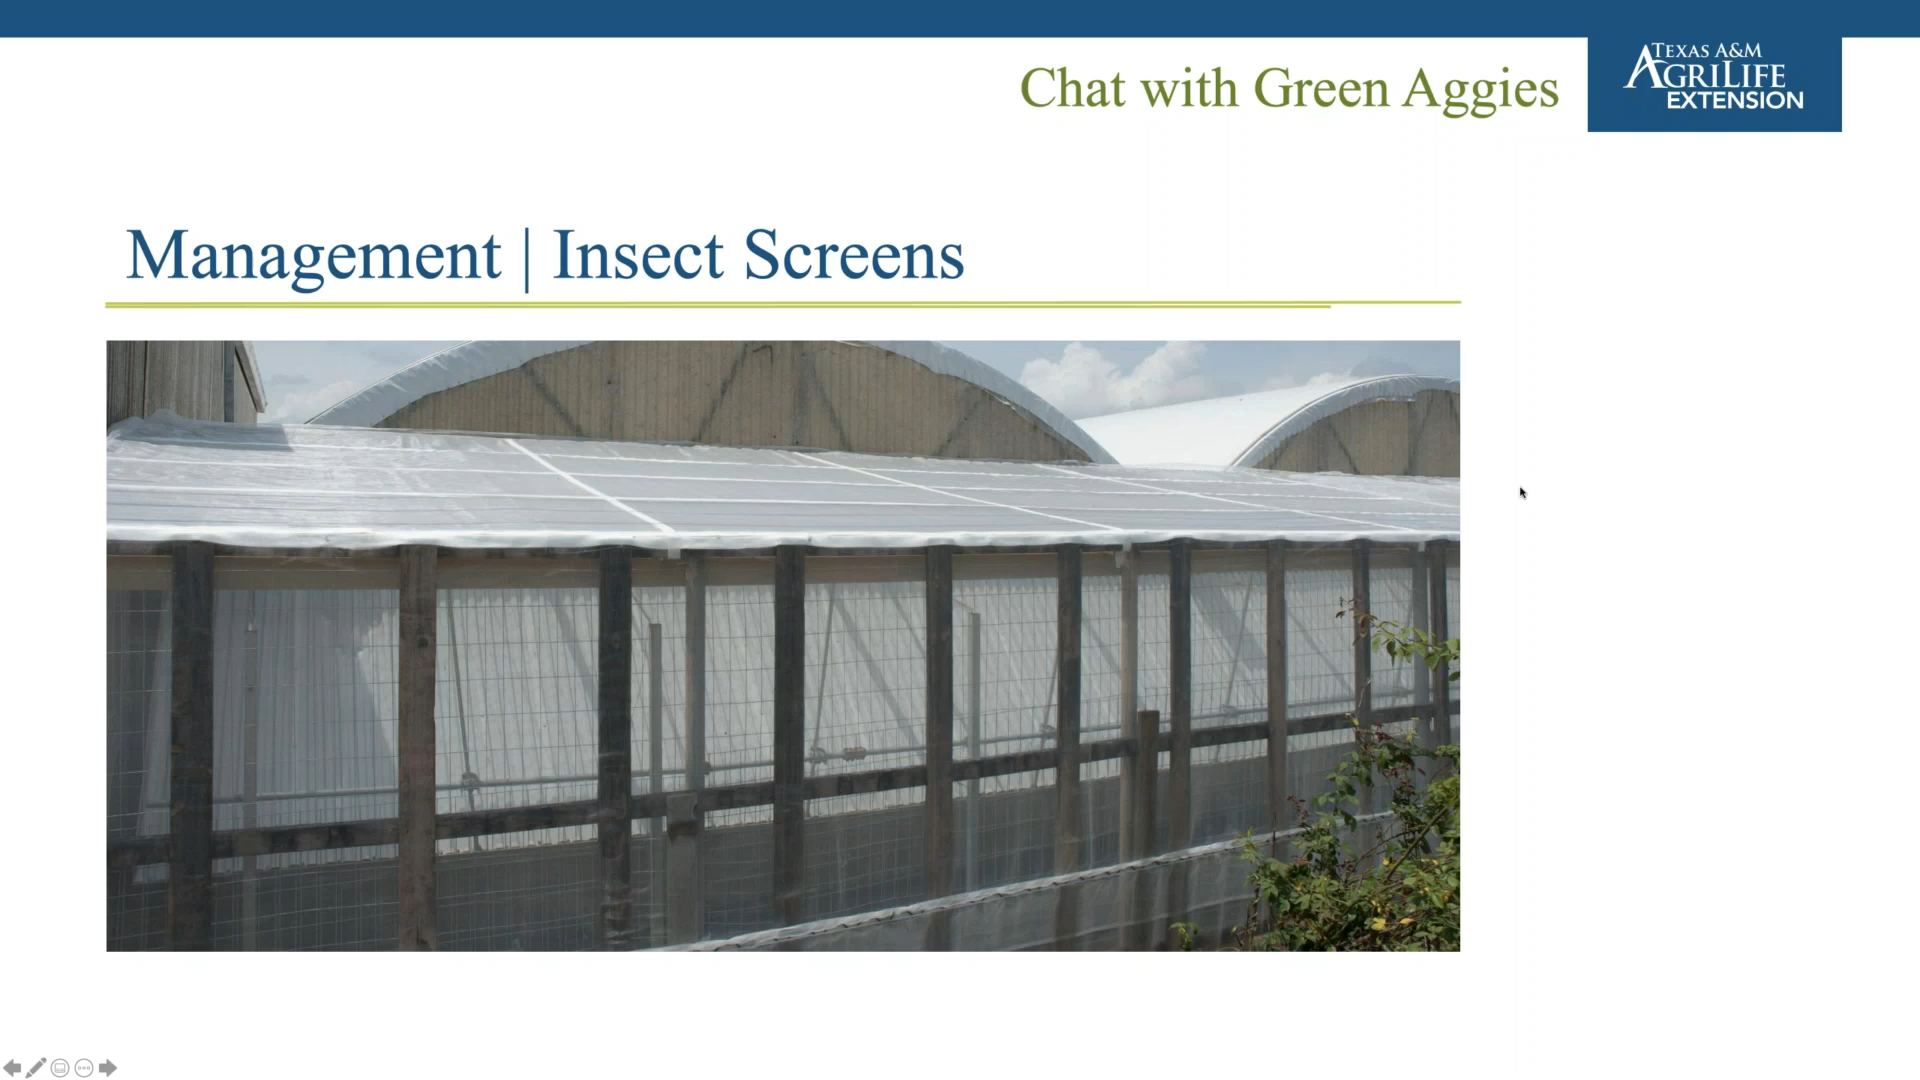 Chat with Green Aggies
TEXAS A&M
AGRILIFE
EXTENSION
Management | Insect Screens